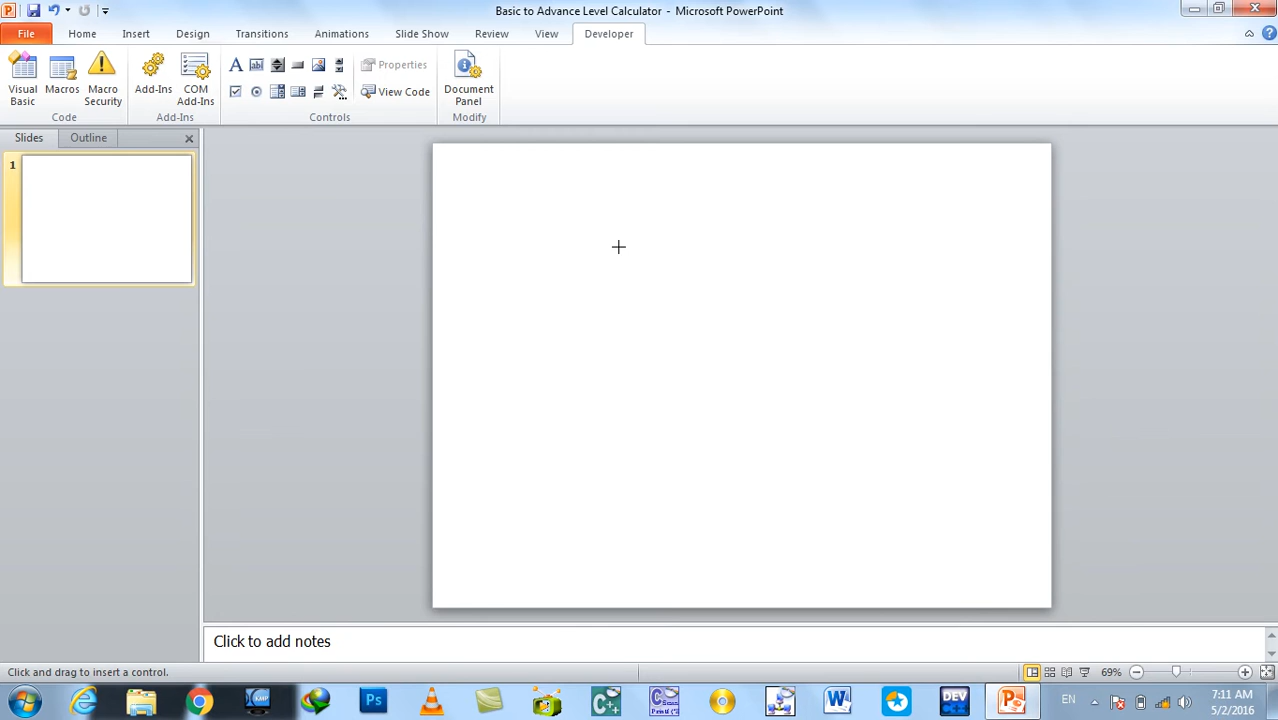 Basic to Advance Level Calculator - Microsoft PowerPoint
File Home Insert Design Transitions Animations Slide Show Review View Developer
Visual Basic Macros Macro Security Add-Ins COM Add-Ins Properties View Code Document Panel
Code Add-Ins Controls Modify
Slides Outline
1
Click to add notes
Click and drag to insert a control. 69%
Ps W DEV EN 7:11 AM
5/2/2016